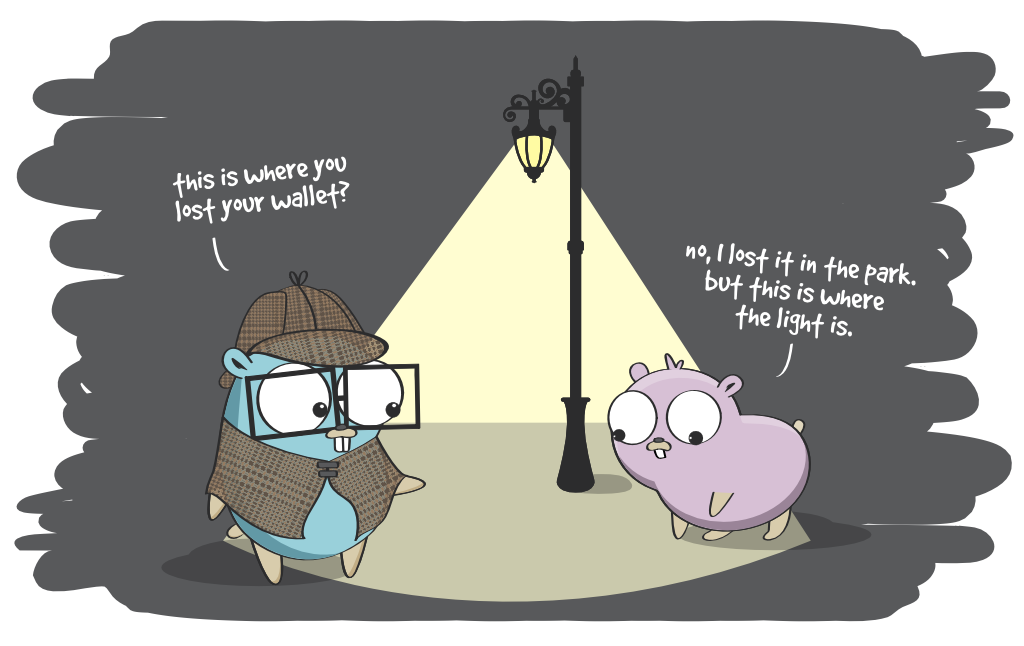 this is where you
lost your wallet?
no, I lost it in the park.
but this is where
the light is.